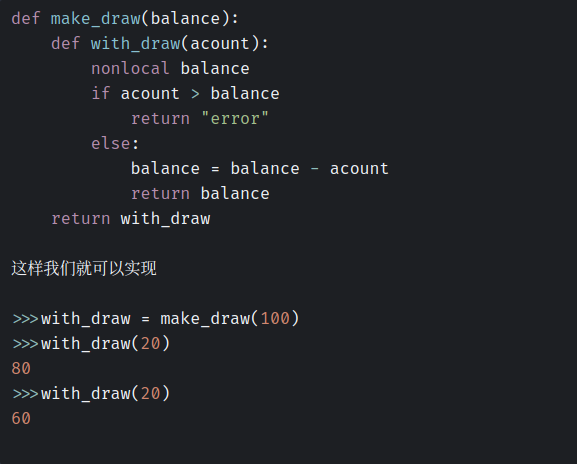 def make_draw(balance):
    def with_draw(acount):
        nonlocal balance
        if acount > balance
            return "error"
        else:
            balance = balance - acount
            return balance
    return with_draw
这样我们就可以实现
>>>with_draw = make_draw(100)
>>>with_draw(20)
80
>>>with_draw(20)
60